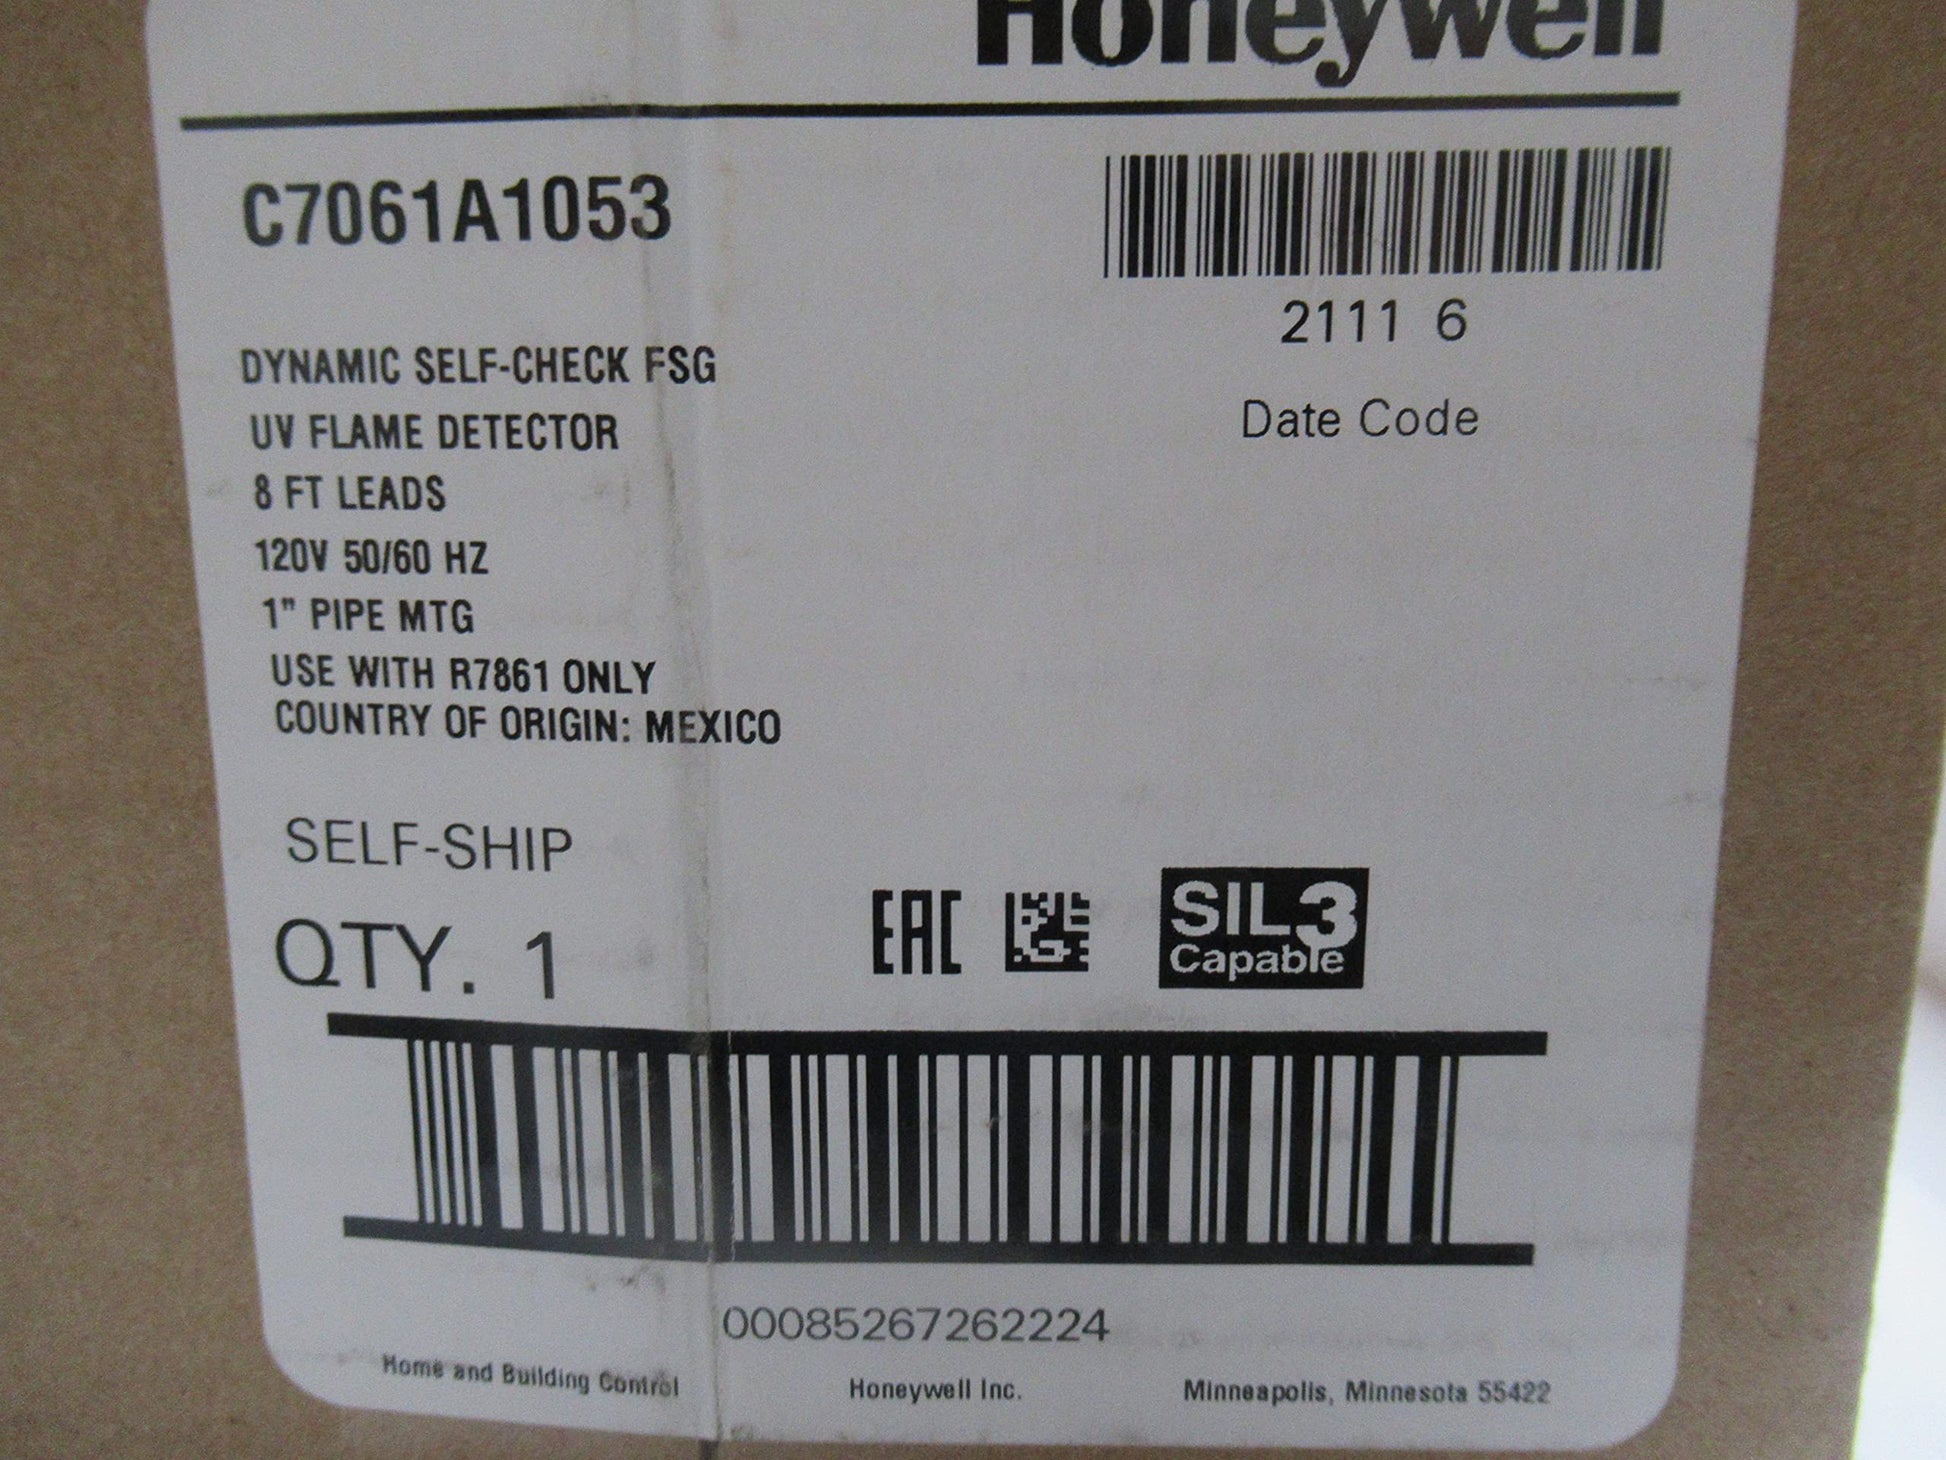 Honeywell
C7061A1053
2111 6
Date Code
DYNAMIC SELF-CHECK FSG
UV FLAME DETECTOR
8 FT LEADS
120V 50/60 HZ
1" PIPE MTG
USE WITH R7861 ONLY
COUNTRY OF ORIGIN: MEXICO
SELF-SHIP
QTY. 1
EAC
SIL3
Capable
00085267262224
Home and Building Control
Honeywell Inc.
Minneapolis, Minnesota 55422